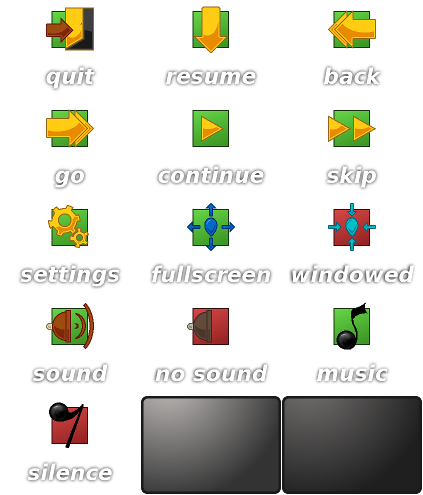 quit
resume
back
go
continue
skip
settings
fullscreen
windowed
sound
no sound
music
silence